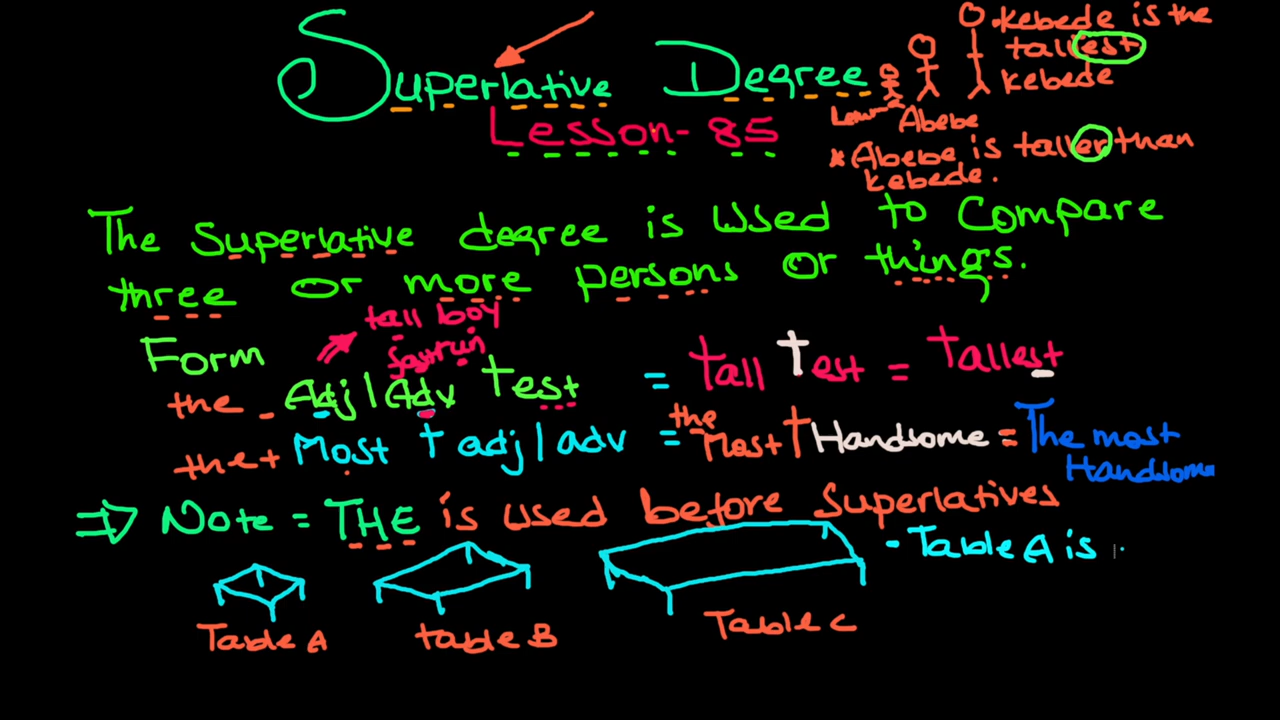 Superlative Degree
Lesson-85
.kebede is the
tallest
kebede
Abebe
*Abebe is taller than
kebede.
The Superlative degree is Used to Compare
three or more persons or things.
Form
tall boy
fast run
the - Adj/Adv + est = tall + est = tallest
the + Most + adj/adv = the Most + Handsome = The most
Handsome
⇒ Note = THE is used before Superlatives
- Table A is
Table A
table B
Table C